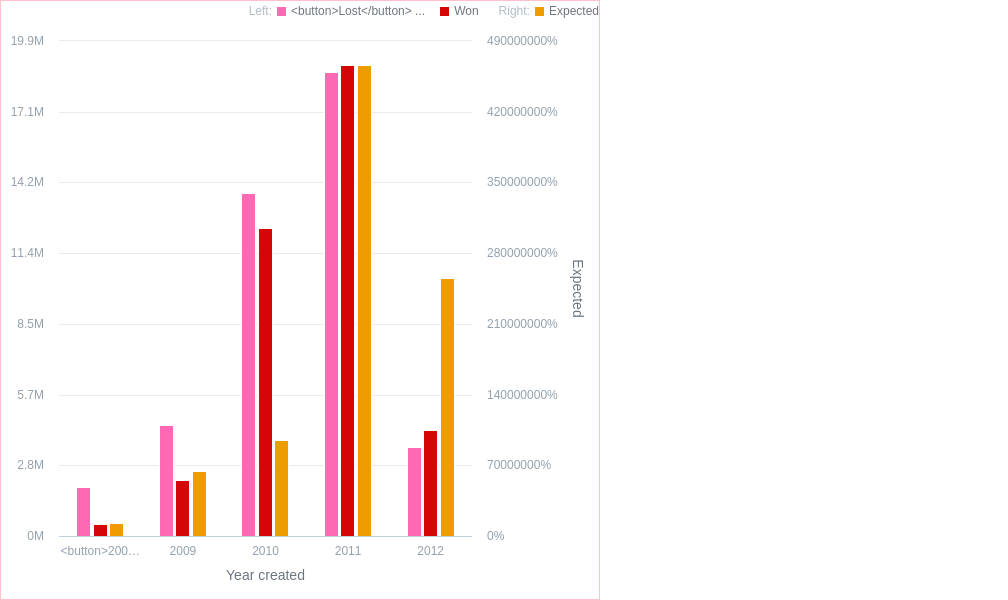 Left: <button>Lost</button> ... Won Right: Expected
19.9M 490000000%
17.1M 420000000%
14.2M 350000000%
11.4M 280000000%
Expected
8.5M 210000000%
5.7M 140000000%
2.8M 70000000%
0M 0%
<button>200… 2009 2010 2011 2012
Year created